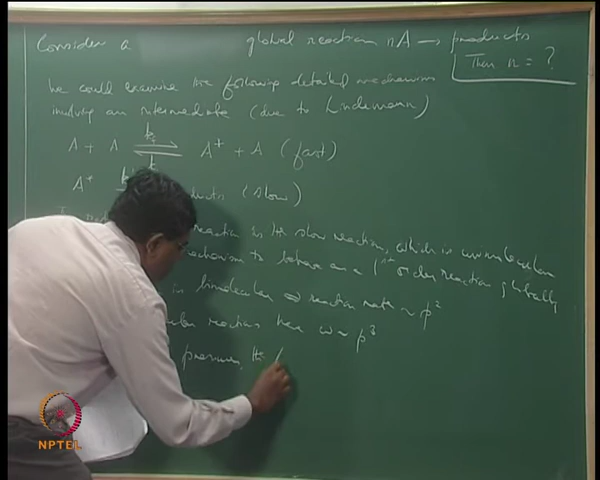 Consider a global reaction nA → products
Then n = ?
We could examine the following detailed mechanism
involving an intermediate (due to Lindemann)
A + A ⇌ A* + A (fast)
A* products (slow)
reaction is the slow reaction, which is unimolecular
mechanism to behave as a 1st order reaction globally
is bimolecular ⇒ reaction rate ~ p²
reaction has ω ~ p³
pressures, the
NPTEL